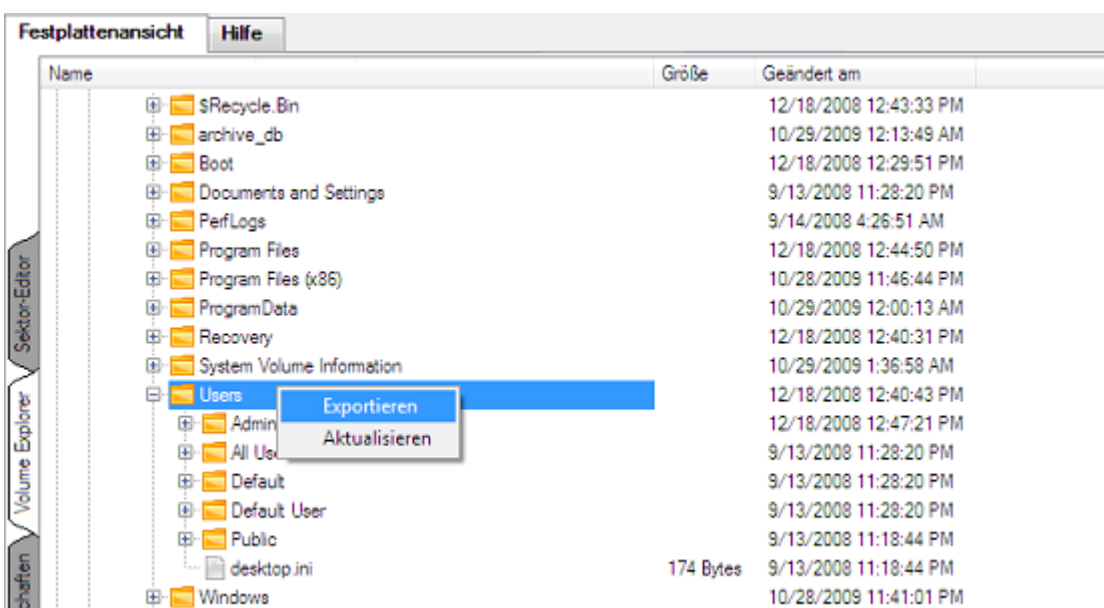 Festplattenansicht Hilfe
Name Größe Geändert am
$Recycle.Bin 12/18/2008 12:43:33 PM
archive_db 10/29/2009 12:13:49 AM
Boot 12/18/2008 12:29:51 PM
Documents and Settings 9/13/2008 11:28:20 PM
PerfLogs 9/14/2008 4:26:51 AM
Program Files 12/18/2008 12:44:50 PM
Program Files (x86) 10/28/2009 11:46:44 PM
ProgramData 10/29/2009 12:00:13 AM
Recovery 12/18/2008 12:40:31 PM
System Volume Information 10/29/2009 1:36:58 AM
Users 12/18/2008 12:40:43 PM
Exportieren
Admin 12/18/2008 12:47:21 PM
Aktualisieren
All Use 9/13/2008 11:28:20 PM
Default 9/13/2008 11:28:20 PM
Default User 9/13/2008 11:28:20 PM
Public 9/13/2008 11:18:44 PM
desktop.ini 174 Bytes 9/13/2008 11:18:44 PM
Windows 10/28/2009 11:41:01 PM
Sektor-Editor
Volume Explorer
chaften